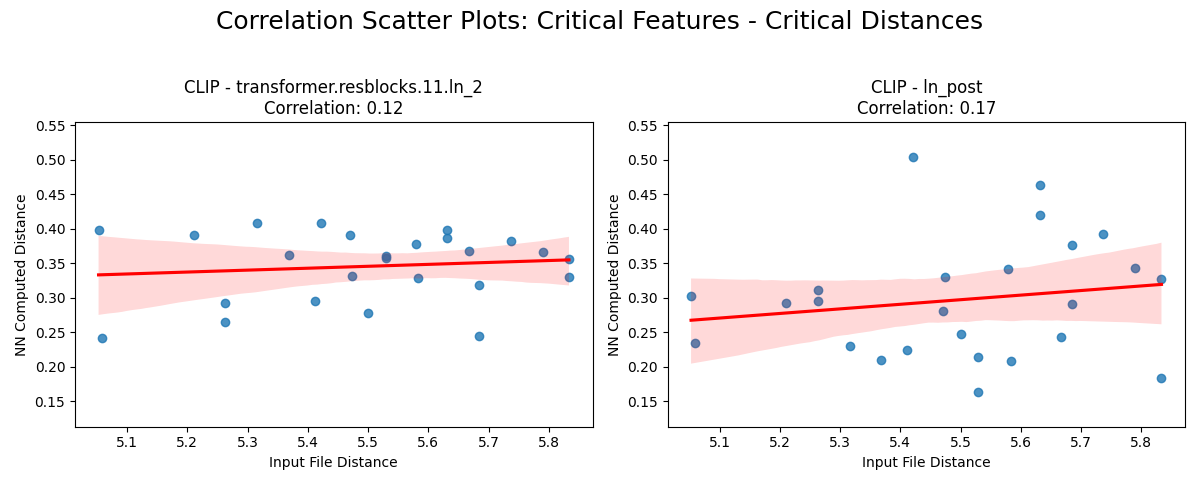 Correlation Scatter Plots: Critical Features - Critical Distances
CLIP - transformer.resblocks.11.ln_2
Correlation: 0.12
NN Computed Distance
0.55
0.50
0.45
0.40
0.35
0.30
0.25
0.20
0.15
5.1 5.2 5.3 5.4 5.5 5.6 5.7 5.8
Input File Distance
CLIP - ln_post
Correlation: 0.17
NN Computed Distance
0.55
0.50
0.45
0.40
0.35
0.30
0.25
0.20
0.15
5.1 5.2 5.3 5.4 5.5 5.6 5.7 5.8
Input File Distance